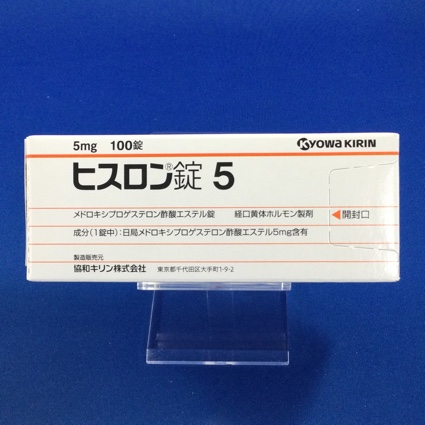 5mg 100錠
KYOWA KIRIN
ヒスロン®錠 5
メドロキシプロゲステロン酢酸エステル錠 経口黄体ホルモン製剤
◀開封口
成分(1錠中):日局メドロキシプロゲステロン酢酸エステル5mg含有
製造販売元
協和キリン株式会社 東京都千代田区大手町1-9-2